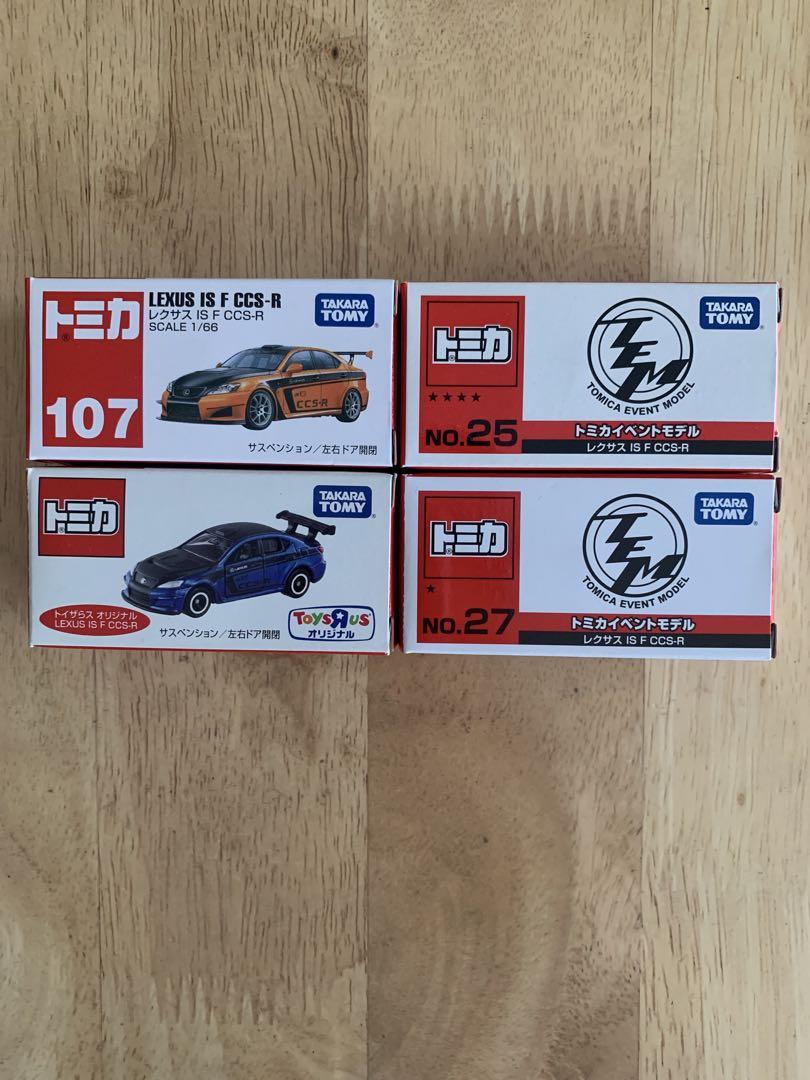 トミカ
107
LEXUS IS F CCS-R
レクサス IS F CCS-R
SCALE 1/66
TAKARA
TOMY
CCS-R
サスペンション/左右ドア開閉
トミカ
★★★★
NO.25
TEM
TOMICA EVENT MODEL
TAKARA
TOMY
トミカイベントモデル
レクサス IS F CCS-R
トミカ
TAKARA
TOMY
トイザらス オリジナル
LEXUS IS F CCS-R
サスペンション/左右ドア開閉
TOYSЯUS
オリジナル
トミカ
★
NO.27
TEM
TOMICA EVENT MODEL
TAKARA
TOMY
トミカイベントモデル
レクサス IS F CCS-R